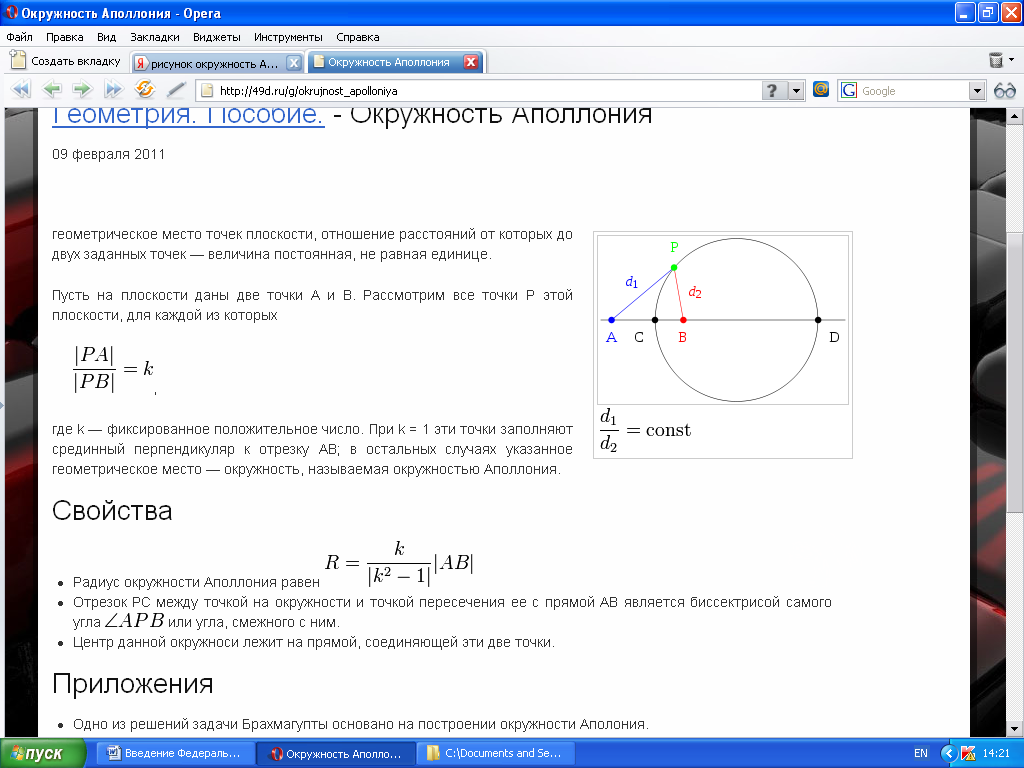 Окружность Аполлония - Opera
Файл Правка Вид Закладки Виджеты Инструменты Справка
Создать вкладку
рисунок окружность А...
Окружность Аполлония
http://49d.ru/g/okrujnost_apolloniya
?
G Google
Геометрия. Пособие. - Окружность Аполлония
09 февраля 2011
геометрическое место точек плоскости, отношение расстояний от которых до
двух заданных точек — величина постоянная, не равная единице.
Пусть на плоскости даны две точки A и B. Рассмотрим все точки P этой
плоскости, для каждой из которых
|PA|
|PB| = k ,
где k — фиксированное положительное число. При k = 1 эти точки заполняют
срединный перпендикуляр к отрезку AB; в остальных случаях указанное
геометрическое место — окружность, называемая окружностью Аполлония.
P
d1
d2
A C B D
d1
d2 = const
Свойства
Радиус окружности Аполлония равен R = k / |k² − 1| |AB|
Отрезок PC между точкой на окружности и точкой пересечения ее с прямой AB является биссектрисой самого
угла ∠APB или угла, смежного с ним.
Центр данной окружноси лежит на прямой, соединяющей эти две точки.
Приложения
Одно из решений задачи Брахмагупты основано на построении окружности Аполония.
пуск
Введение Федераль...
Окружность Аполло...
C:\Documents and Se...
EN
14:21